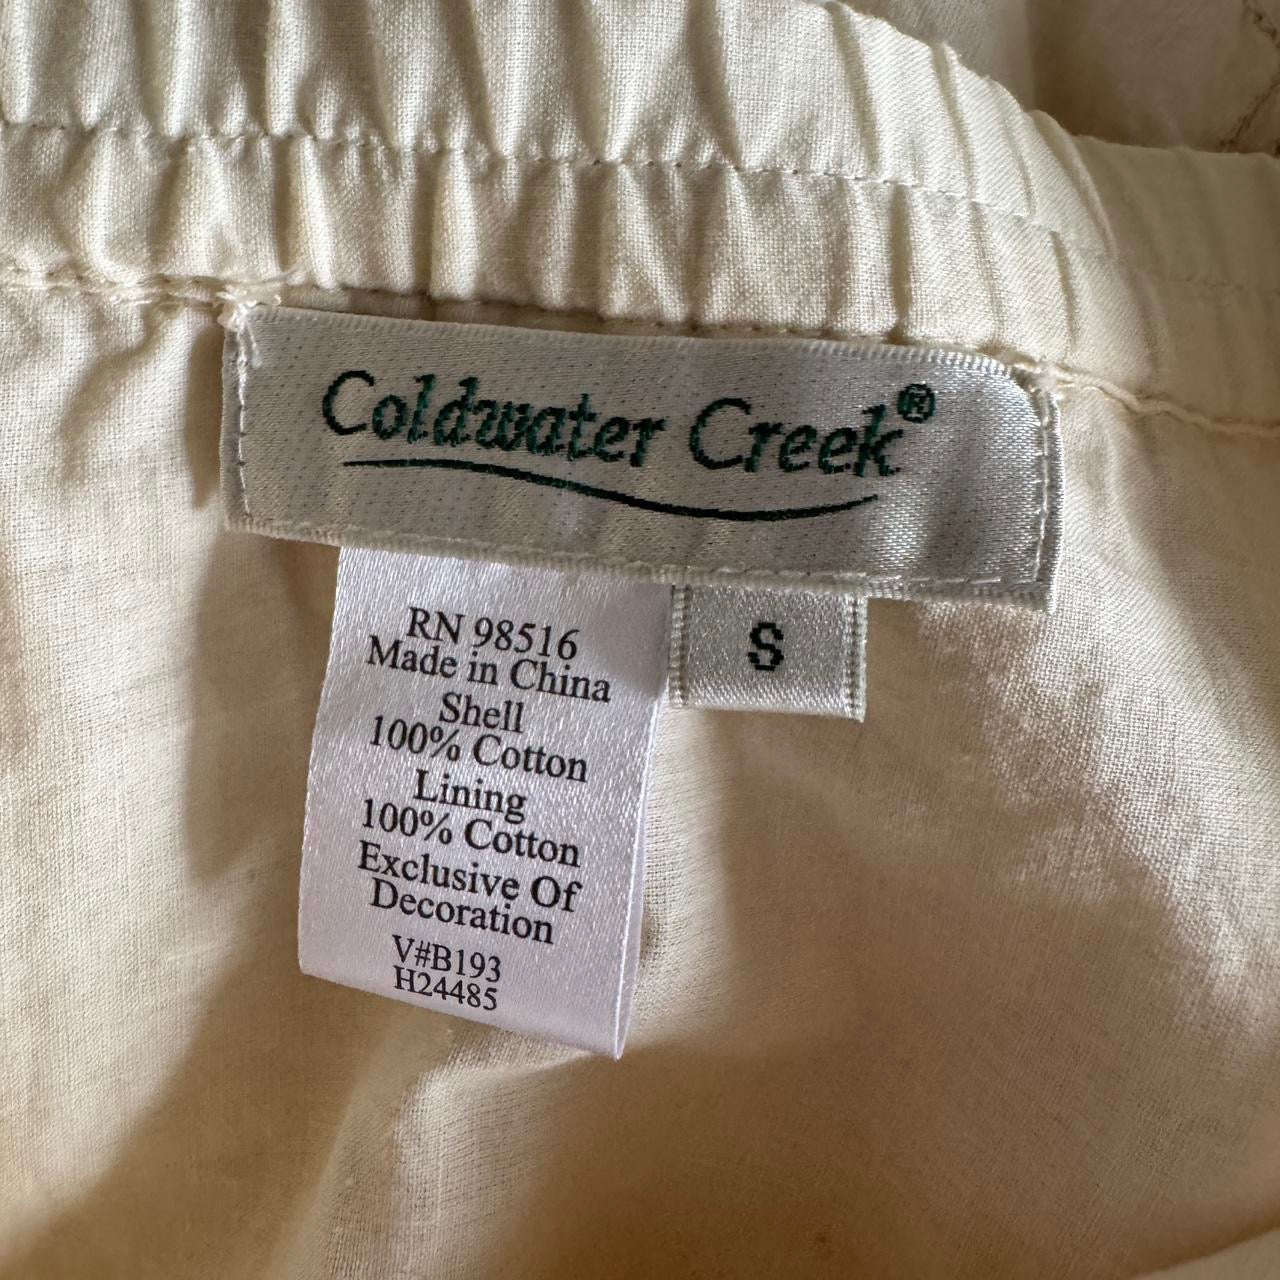 Coldwater Creek®
S
RN 98516
Made in China
Shell
100% Cotton
Lining
100% Cotton
Exclusive Of
Decoration
V#B193
H24485